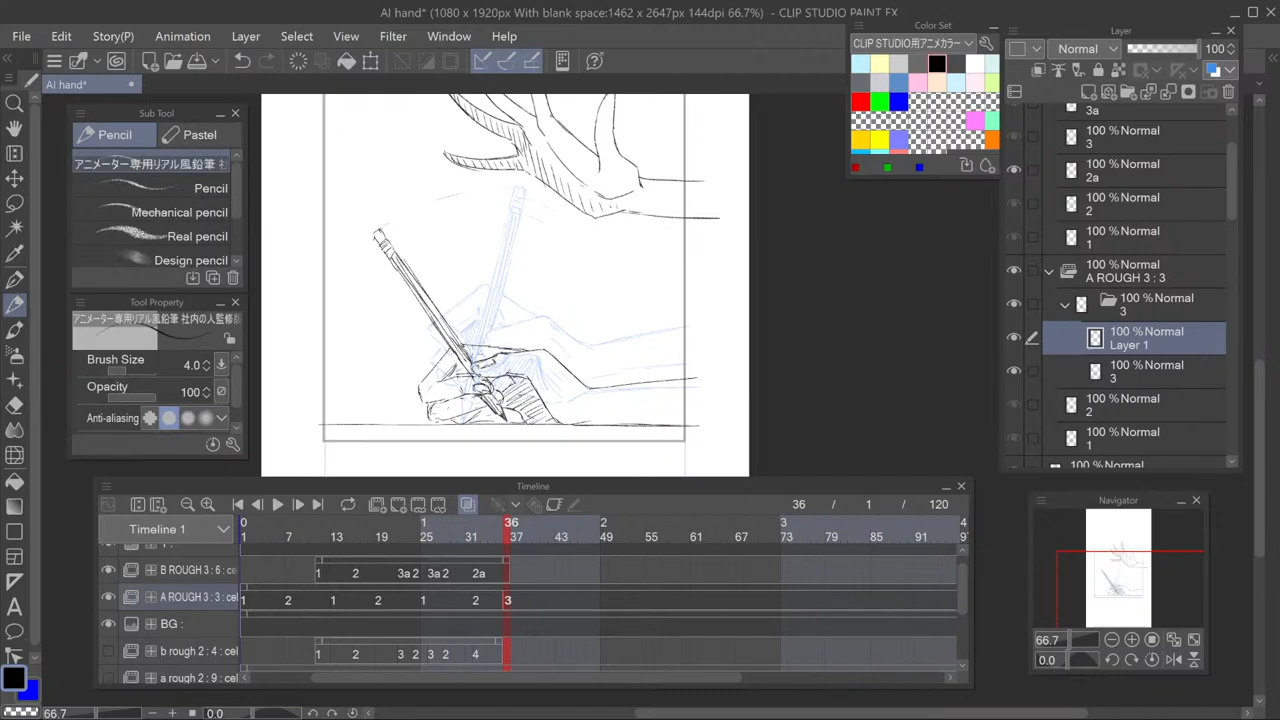 AI hand* (1080 x 1920px With blank space:1462 x 2647px 144dpi 66.7%) - CLIP STUDIO PAINT EX
File Edit Story(P) Animation Layer Select View Filter Window Help
AI hand*
Sub Tool
Pencil Pastel
アニメーター専用リアル風鉛筆 社
Pencil
Mechanical pencil
Real pencil
Design pencil
Tool Property
アニメーター専用リアル風鉛筆 社内の人監修
Brush Size 4.0
Opacity 100
Anti-aliasing
Color Set
CLIP STUDIO用アニメカラー
Layer
Normal 100
3a
100 %Normal
3
100 %Normal
2a
100 %Normal
2
100 %Normal
1
100 %Normal
A ROUGH 3 : 3
100 %Normal
3
100 %Normal
Layer 1
100 %Normal
3
100 %Normal
2
100 %Normal
1
100 %Normal
Timeline
36 / 1 / 120
Timeline 1
0 1 36 2 3 4
1 7 13 19 25 31 37 49 55 61 67 73 79 85 91 97
B ROUGH 3 : 6 : ce
1 2 3a 2 3a 2 2a
A ROUGH 3 : 3 : cel
1 2 1 2 1 2 3
BG :
b rough 2 : 4 : cel
1 2 3 2 3 2 4
a rough 2 : 9 : cel
Navigator
66.7
0.0
66.7 0.0